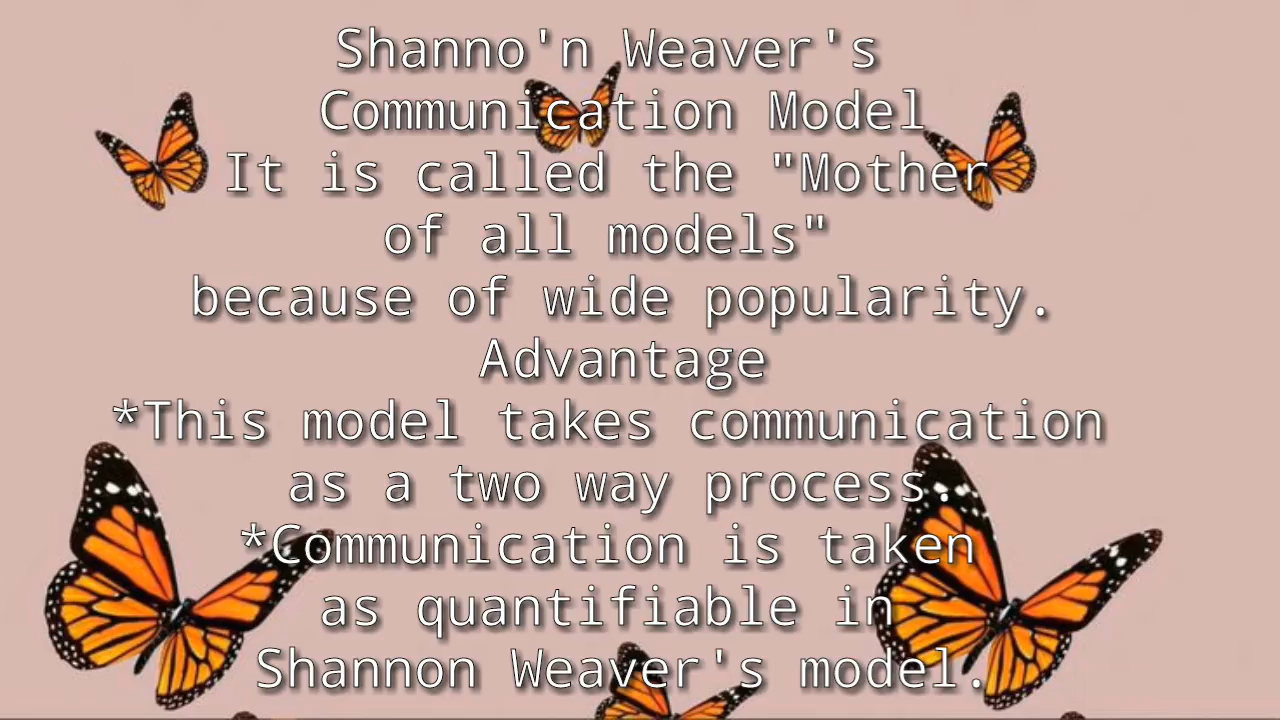 Shanno'n Weaver's
Communication Model
It is called the "Mother
of all models"
because of wide popularity.
Advantage
*This model takes communication
as a two way process.
*Communication is taken
as quantifiable in
Shannon Weaver's model.